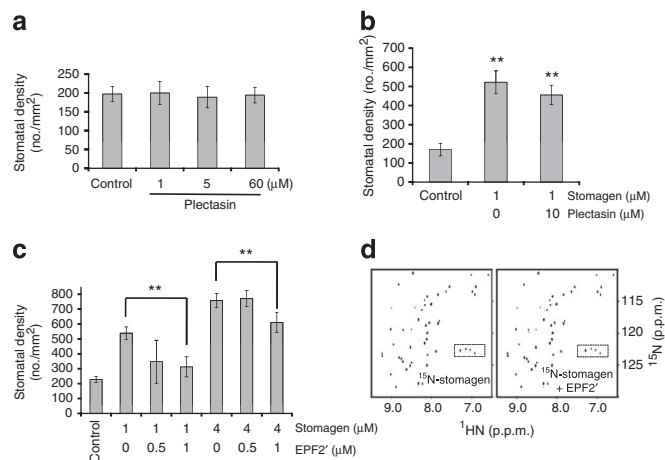 a
Stomatal density
(no./mm²)
250
200
150
100
50
0
Control 1 5 60 (μM)
Plectasin
b
Stomatal density (no./mm²)
700
600
500
400
300
200
100
0
** **
Control 1 1 Stomagen (μM)
0 10 Plectasin (μM)
c
Stomatal density
(no./mm²)
800
700
600
500
400
300
200
100
0
** **
Control
1 1 1 4 4 4 Stomagen (μM)
0 0.5 1 0 0.5 1 EPF2′ (μM)
d
¹⁵N-stomagen
¹⁵N-stomagen
+ EPF2′
115
120
125
¹⁵N (p.p.m.)
9.0 8.0 7.0 9.0 8.0 7.0
¹HN (p.p.m.)